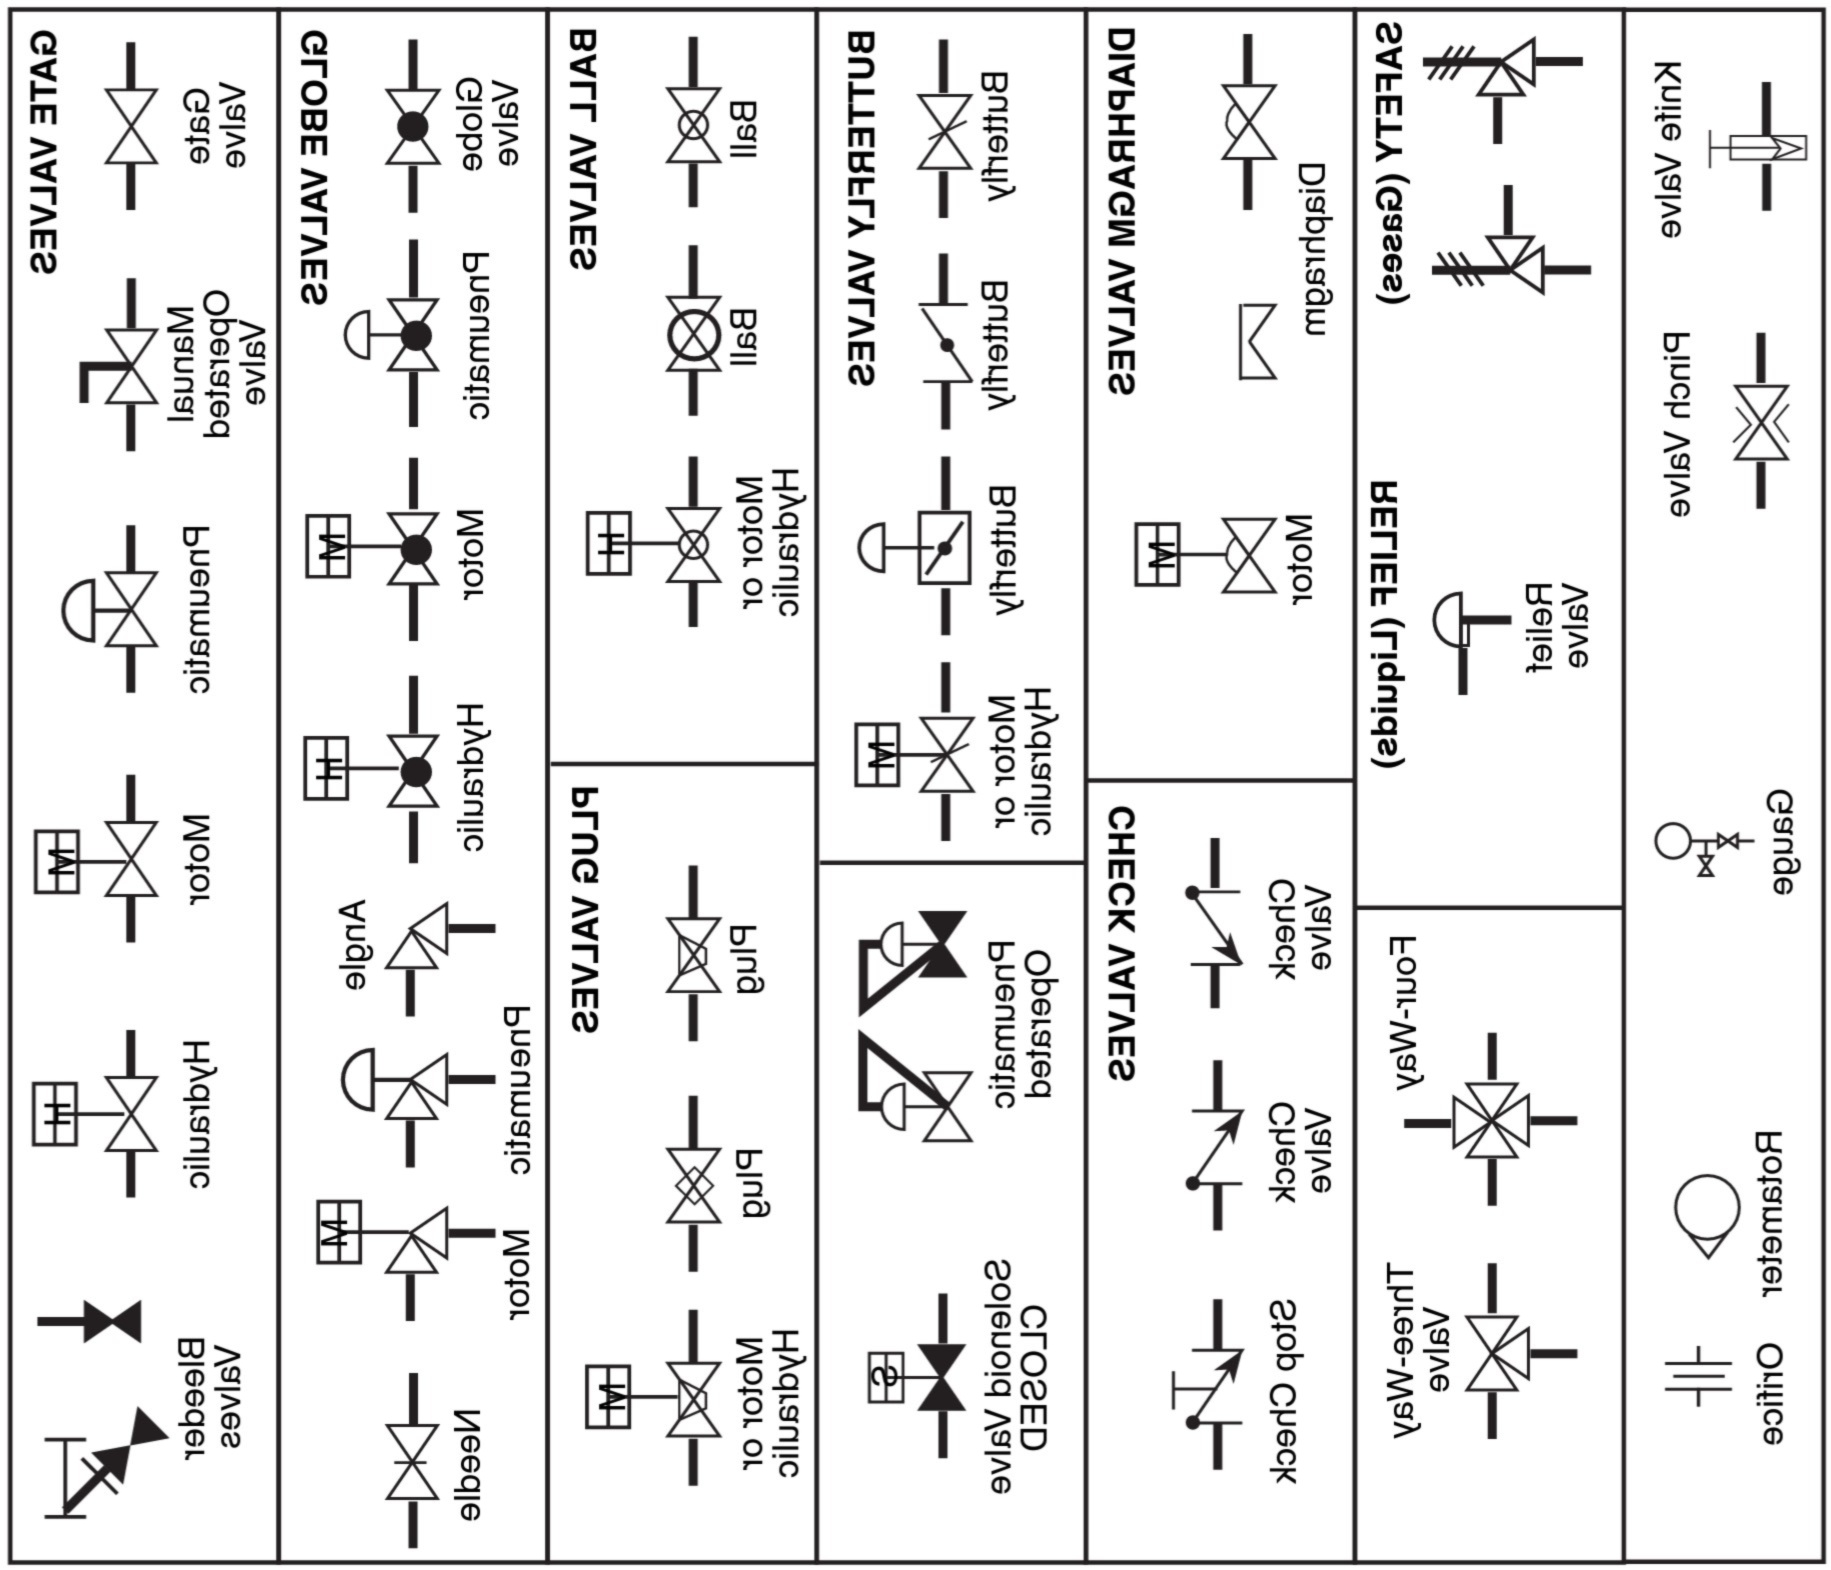 GATE VALVES
Gate
Valve
Manual
Operated
Valve
Pneumatic
M
Motor
H
Hydraulic
Bleeder
Valves
GLOBE VALVES
Globe
Valve
Pneumatic
M
Motor
H
Hydraulic
Angle
Pneumatic
M
Motor
Needle
BALL VALVES
Ball
Ball
H
Motor or
Hydraulic
PLUG VALVES
Plug
Plug
M
Motor or
Hydraulic
BUTTERFLY VALVES
Butterfly
Butterfly
Butterfly
M
Motor or
Hydraulic
Pneumatic
Operated
S
Solenoid Valve
CLOSED
DIAPHRAGM VALVES
Diaphragm
M
Motor
CHECK VALVES
Check
Valve
Check
Valve
Stop Check
SAFETY (Gases)
RELIEF (Liquids)
Relief
Valve
Four-Way
Three-Way
Valve
Knife Valve
Pinch Valve
Gauge
Rotameter
Orifice